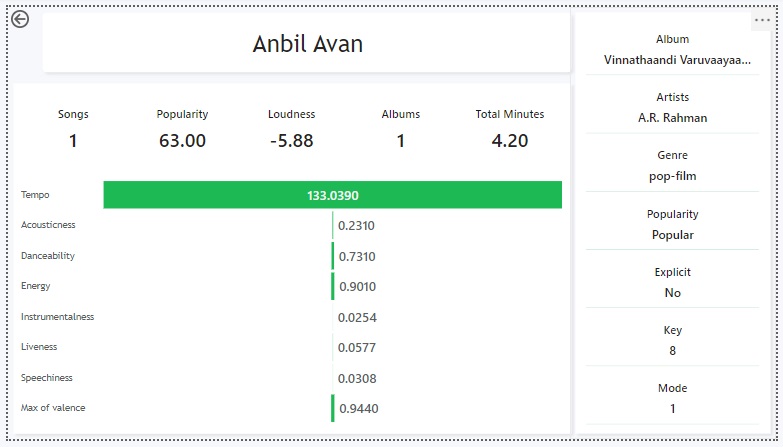 Anbil Avan
Songs
1
Popularity
63.00
Loudness
-5.88
Albums
1
Total Minutes
4.20
Tempo
133.0390
Acousticness
0.2310
Danceability
0.7310
Energy
0.9010
Instrumentalness
0.0254
Liveness
0.0577
Speechiness
0.0308
Max of valence
0.9440
Album
Vinnathaandi Varuvaayaa...
Artists
A.R. Rahman
Genre
pop-film
Popularity
Popular
Explicit
No
Key
8
Mode
1